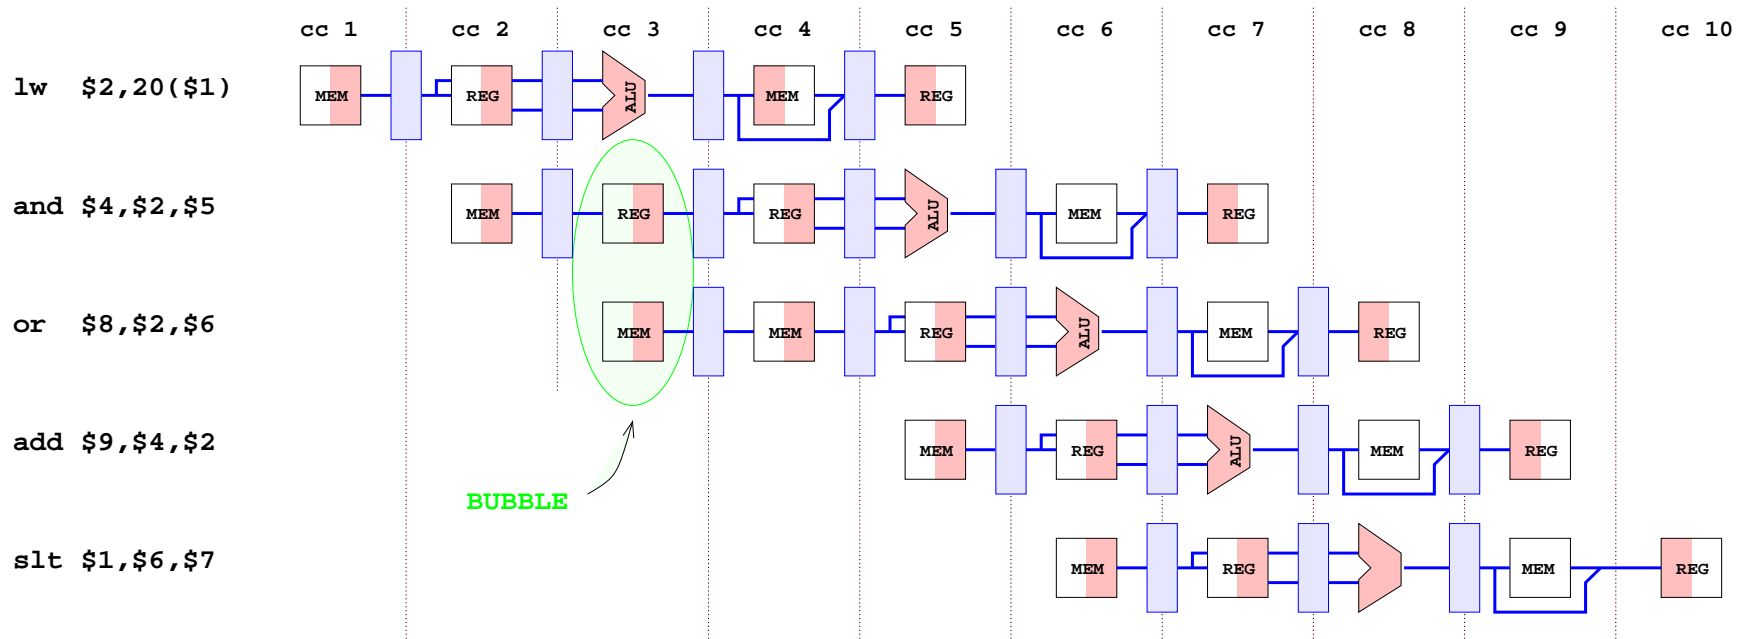 cc 1 cc 2 cc 3 cc 4 cc 5 cc 6 cc 7 cc 8 cc 9 cc 10
lw $2,20($1) MEM REG ALU MEM REG
and $4,$2,$5 MEM REG REG ALU MEM REG
or $8,$2,$6 MEM MEM REG ALU MEM REG
add $9,$4,$2 MEM REG ALU MEM REG
BUBBLE
slt $1,$6,$7 MEM REG MEM REG